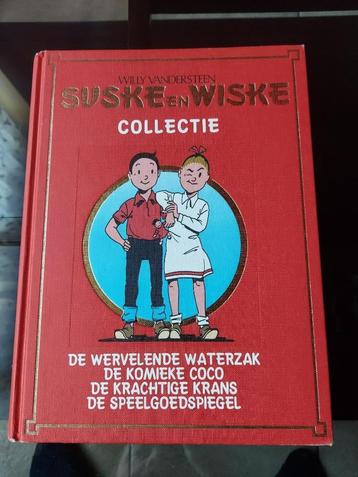 WILLY VANDERSTEEN
SUSKE EN WISKE
COLLECTIE
DE WERVELENDE WATERZAK
DE KOMIEKE COCO
DE KRACHTIGE KRANS
DE SPEELGOEDSPIEGEL